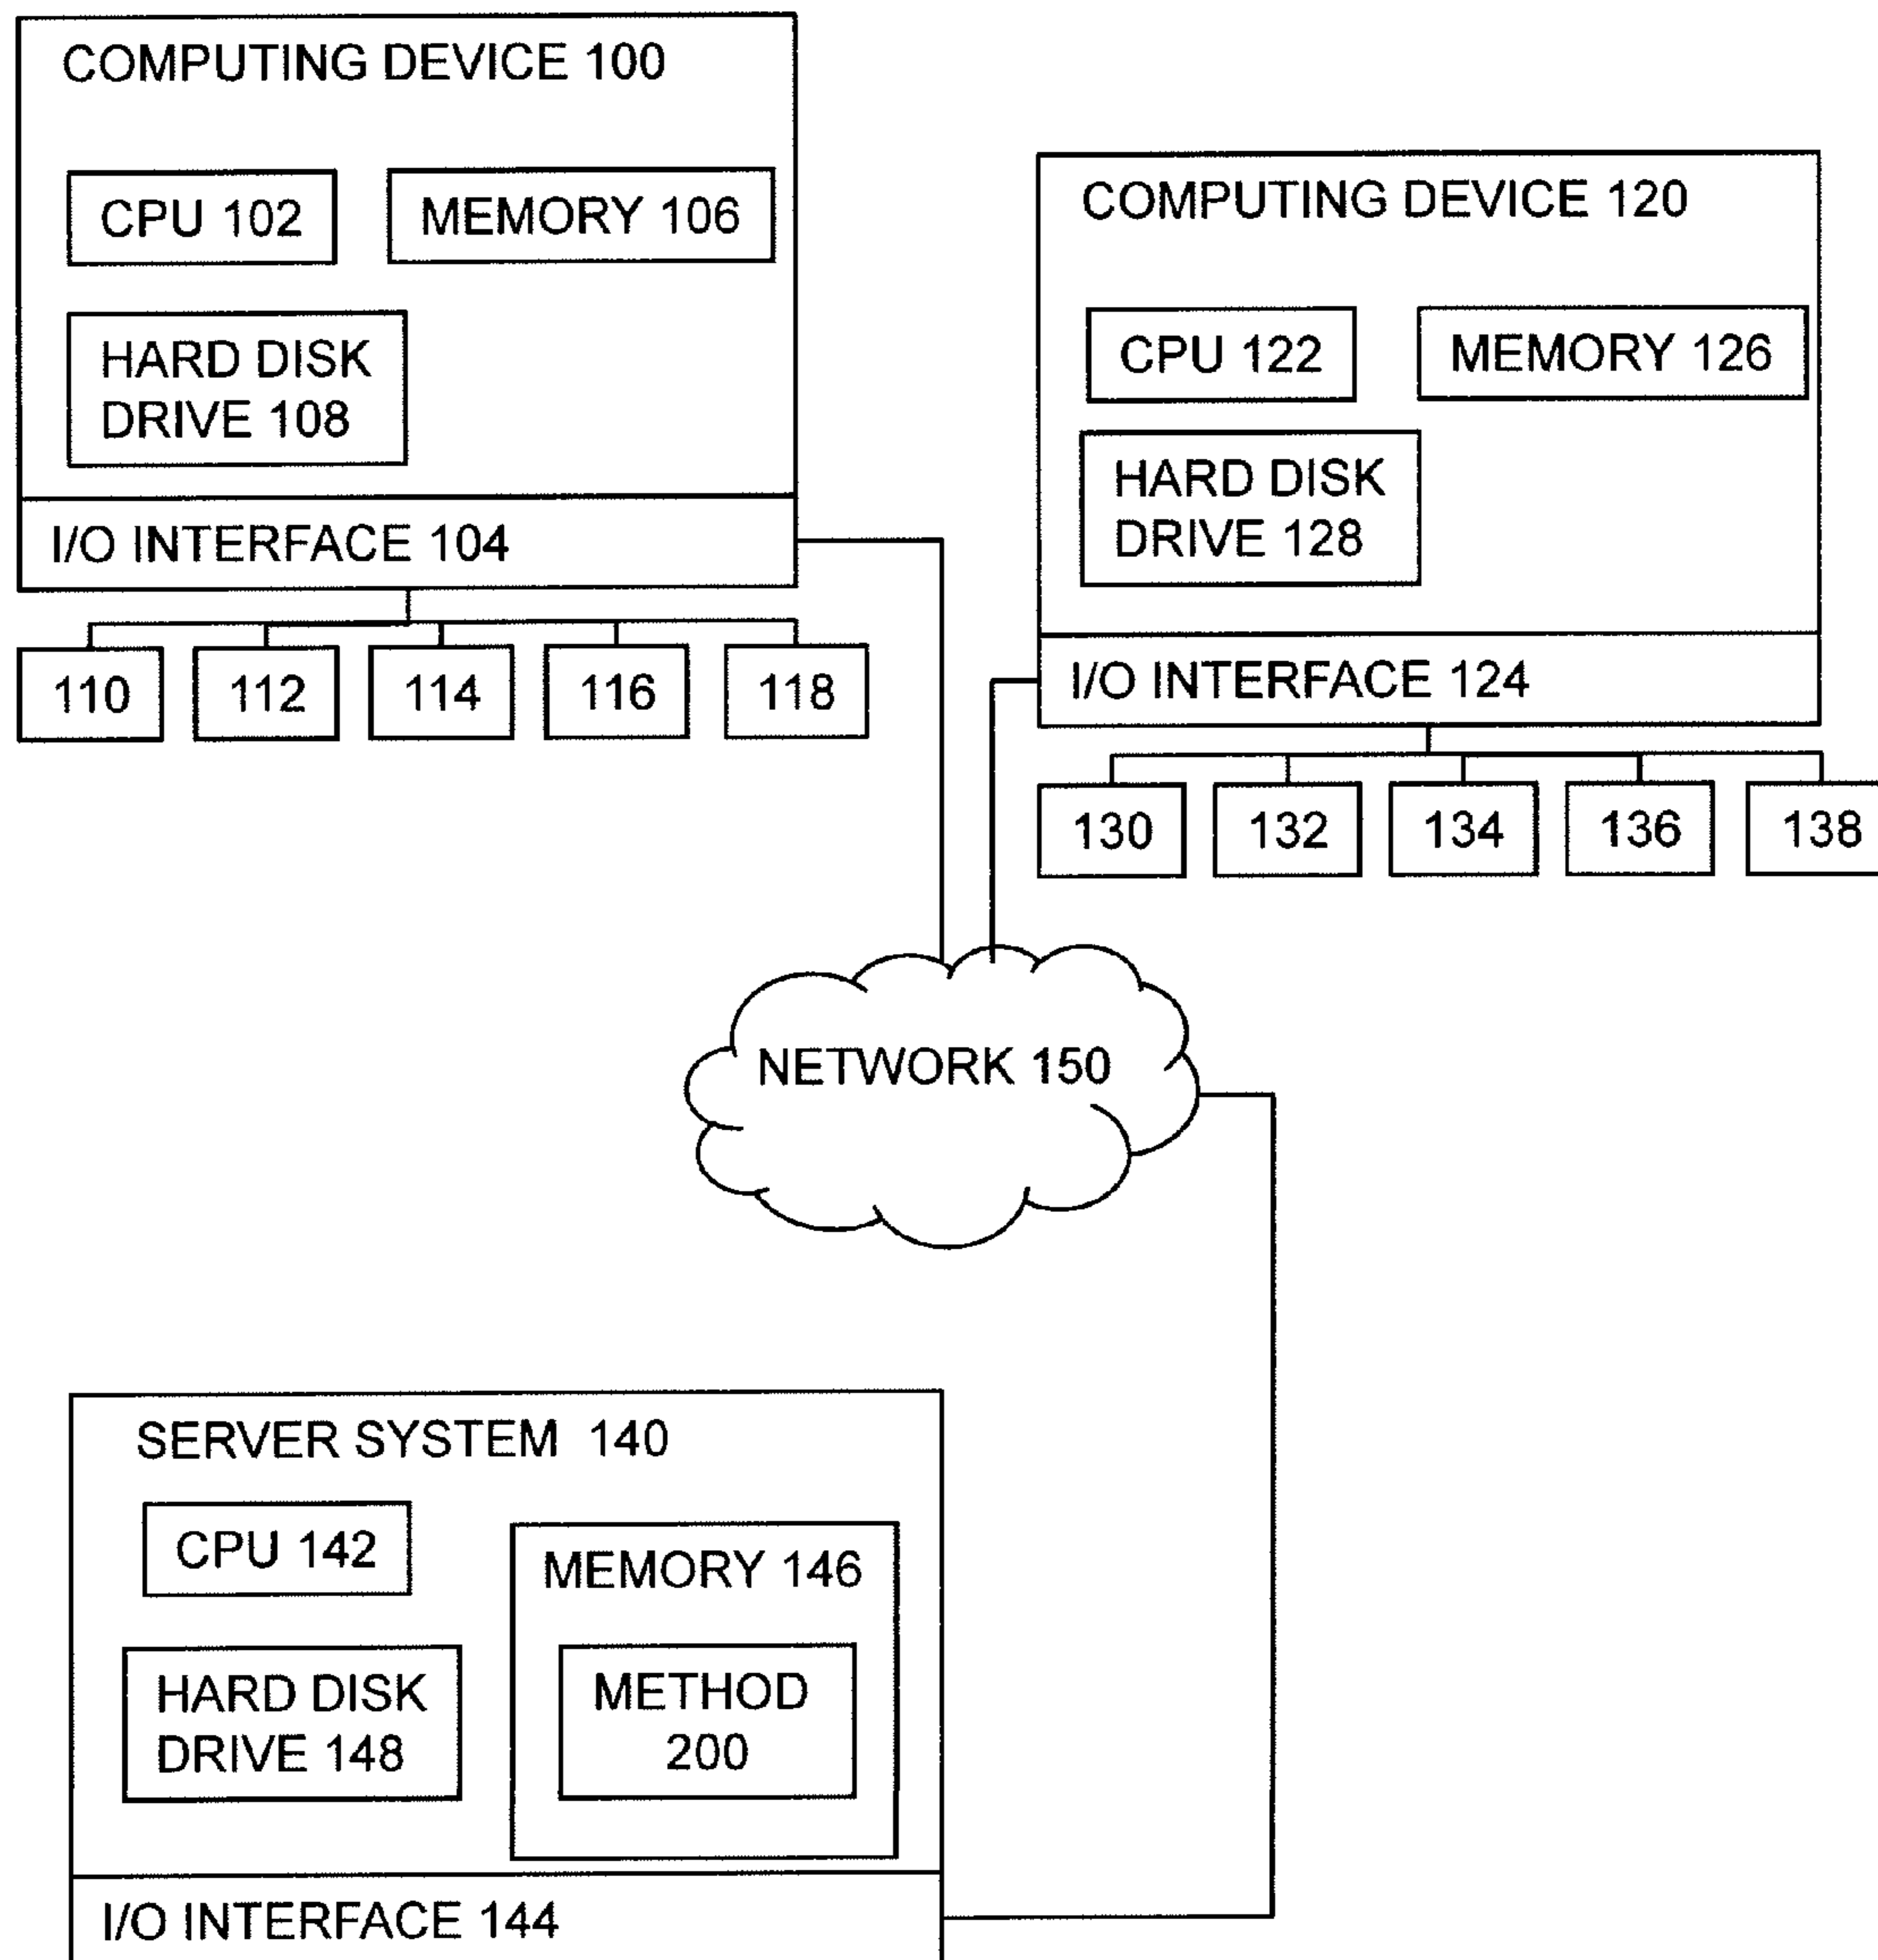 COMPUTING DEVICE 100
CPU 102
MEMORY 106
HARD DISK
DRIVE 108
I/O INTERFACE 104
110
112
114
116
118
COMPUTING DEVICE 120
CPU 122
MEMORY 126
HARD DISK
DRIVE 128
I/O INTERFACE 124
130
132
134
136
138
NETWORK 150
SERVER SYSTEM 140
CPU 142
MEMORY 146
METHOD
200
HARD DISK
DRIVE 148
I/O INTERFACE 144